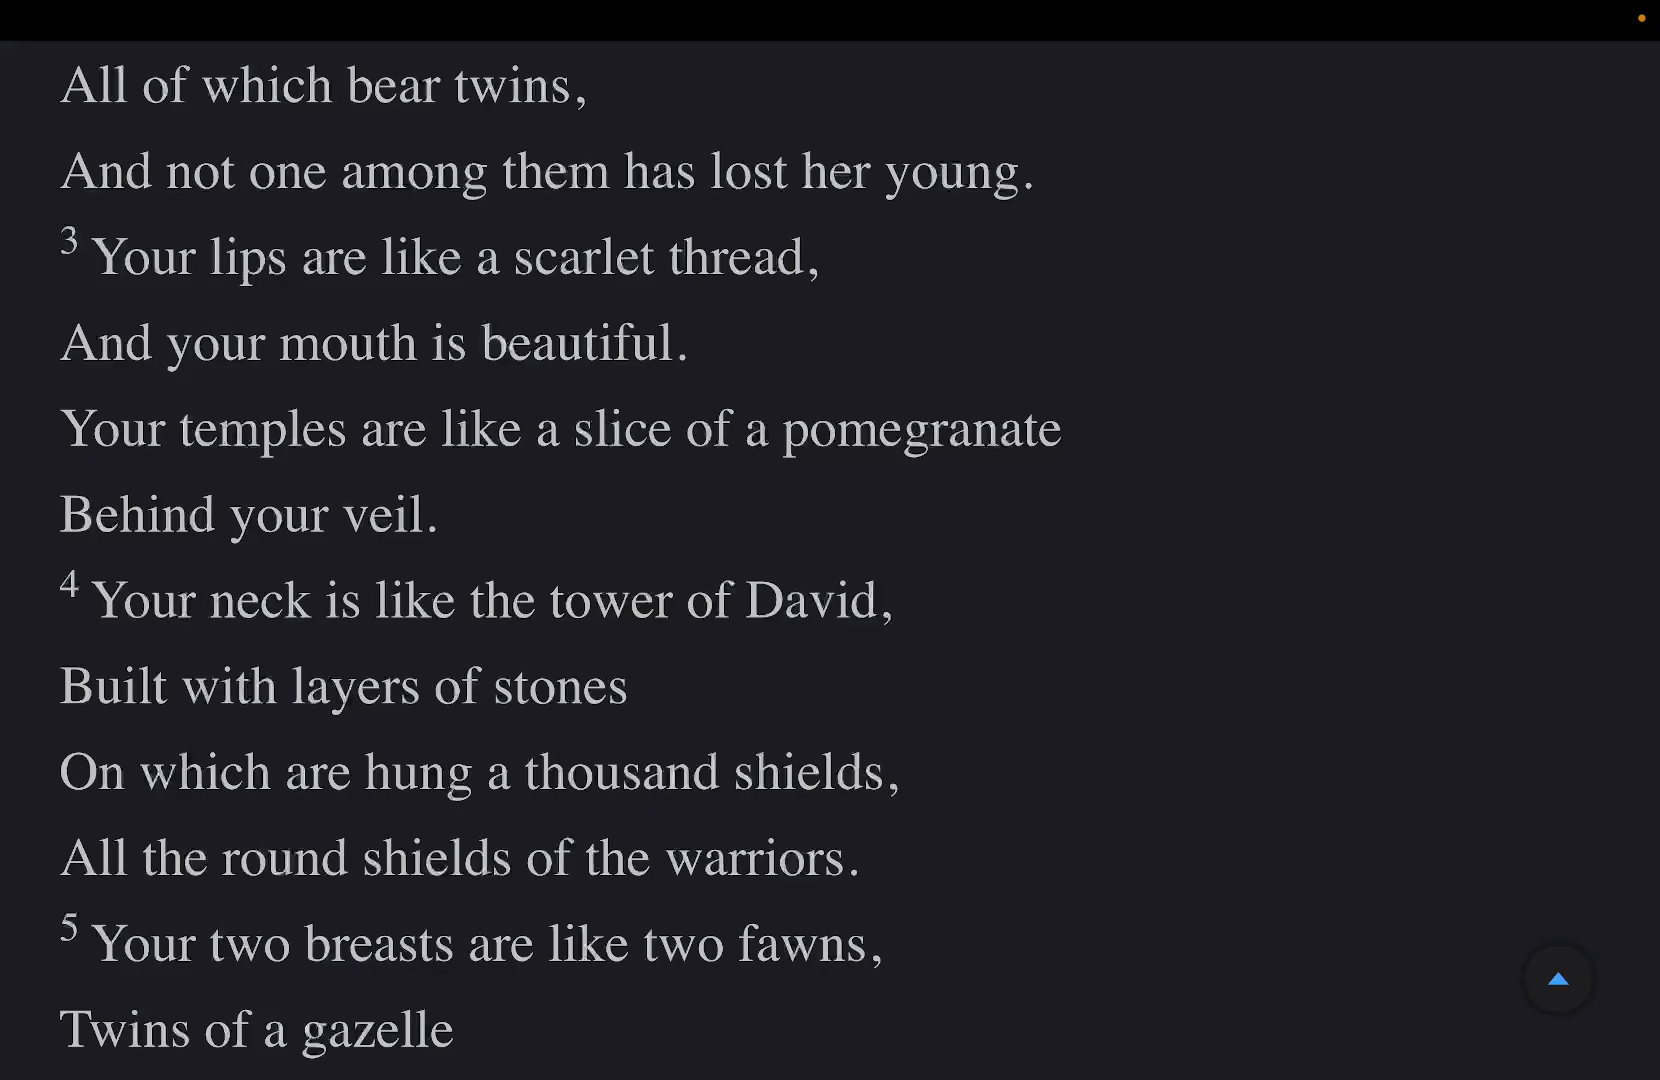 All of which bear twins,
And not one among them has lost her young.
3 Your lips are like a scarlet thread,
And your mouth is beautiful.
Your temples are like a slice of a pomegranate
Behind your veil.
4 Your neck is like the tower of David,
Built with layers of stones
On which are hung a thousand shields,
All the round shields of the warriors.
5 Your two breasts are like two fawns,
Twins of a gazelle